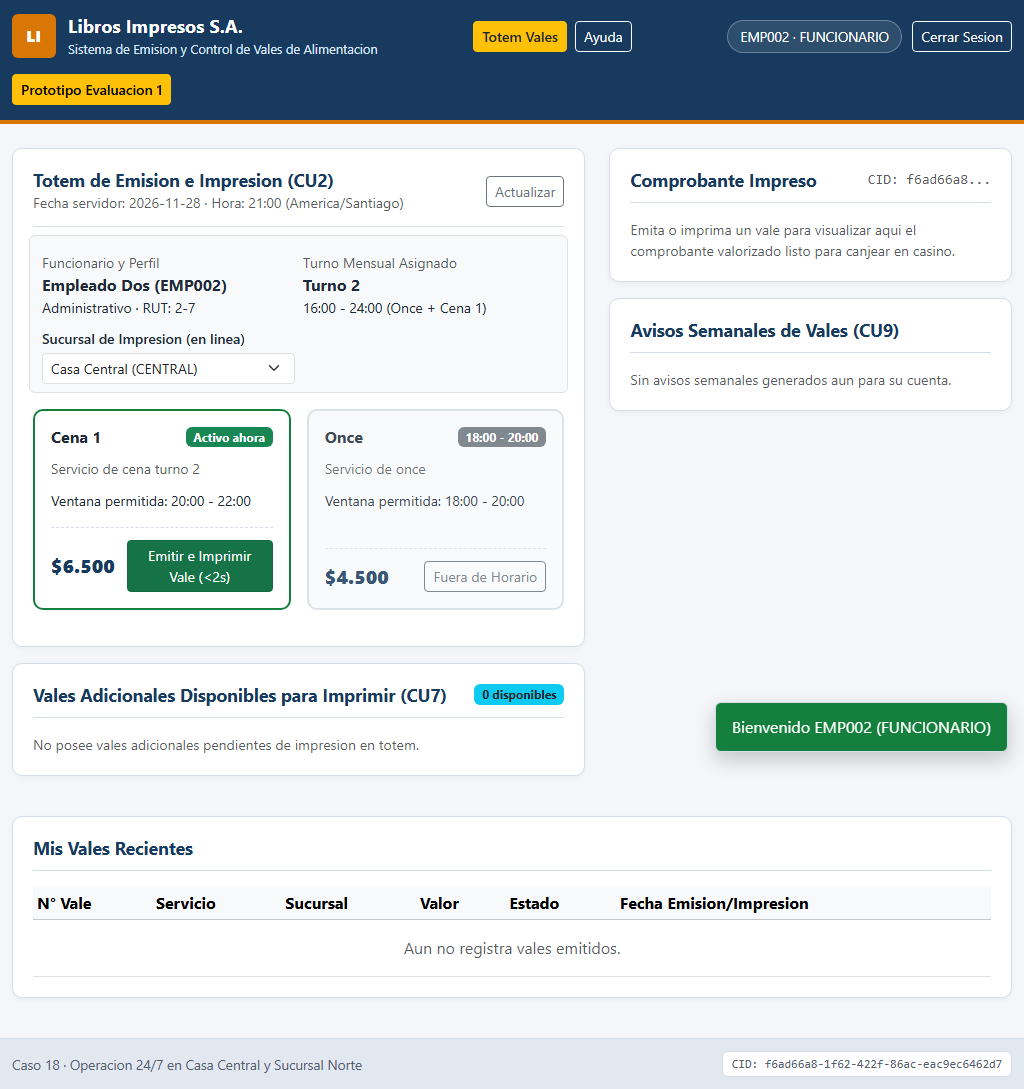 LI
Libros Impresos S.A.
Sistema de Emision y Control de Vales de Alimentacion
Totem Vales
Ayuda
EMP002 · FUNCIONARIO
Cerrar Sesion
Prototipo Evaluacion 1
Totem de Emision e Impresion (CU2)
Fecha servidor: 2026-11-28 · Hora: 21:00 (America/Santiago)
Actualizar
Funcionario y Perfil
Empleado Dos (EMP002)
Administrativo · RUT: 2-7
Turno Mensual Asignado
Turno 2
16:00 - 24:00 (Once + Cena 1)
Sucursal de Impresion (en linea)
Casa Central (CENTRAL)
Cena 1
Activo ahora
Servicio de cena turno 2
Ventana permitida: 20:00 - 22:00
$6.500
Emitir e Imprimir
Vale (<2s)
Once
18:00 - 20:00
Servicio de once
Ventana permitida: 18:00 - 20:00
$4.500
Fuera de Horario
Vales Adicionales Disponibles para Imprimir (CU7)
0 disponibles
No posee vales adicionales pendientes de impresion en totem.
Comprobante Impreso
CID: f6ad66a8...
Emita o imprima un vale para visualizar aqui el
comprobante valorizado listo para canjear en casino.
Avisos Semanales de Vales (CU9)
Sin avisos semanales generados aun para su cuenta.
Bienvenido EMP002 (FUNCIONARIO)
Mis Vales Recientes
N° Vale Servicio Sucursal Valor Estado Fecha Emision/Impresion
Aun no registra vales emitidos.
Caso 18 · Operacion 24/7 en Casa Central y Sucursal Norte
CID: f6ad66a8-1f62-422f-86ac-eac9ec6462d7